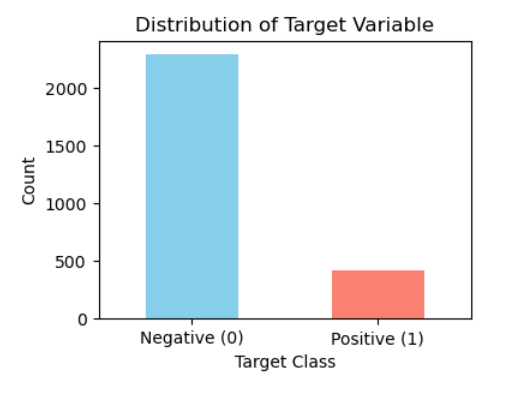 Distribution of Target Variable
2000
1500
1000
500
0
Count
Negative (0) Positive (1)
Target Class